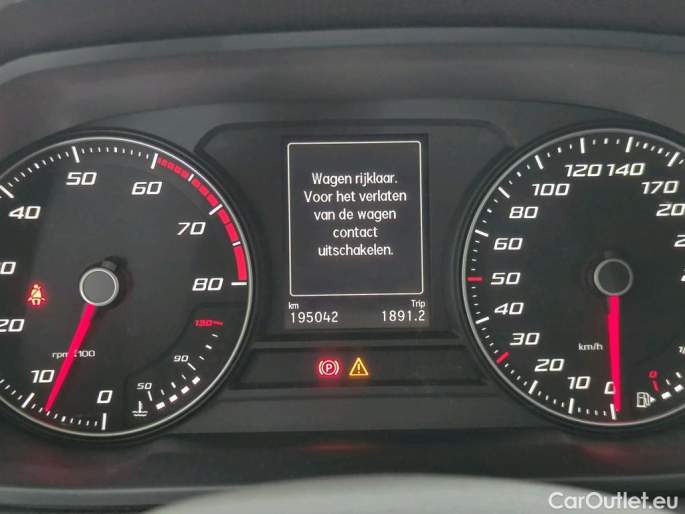 Wagen rijklaar.
Voor het verlaten
van de wagen
contact
uitschakelen.
km Trip
195042 1891.2
20
40
50
60
70
80
10
0
50
90
130
rpm x100
0
10
20
30
40
50
60
80
100
120
140
170
km/h
0
P
CarOutlet.eu